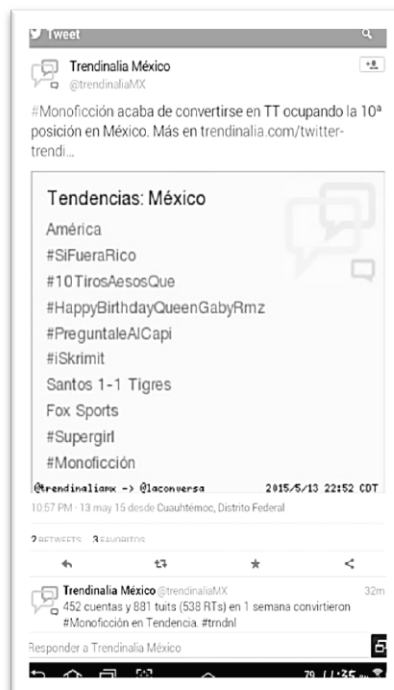 Tweet
Trendinalia México
@trendinaliaMX
#Monoficción acaba de convertirse en TT ocupando la 10ª
posición en México. Más en trendinalia.com/twitter-
trendi...
Tendencias: México
América
#SiFueraRico
#10TirosAesosQue
#HappyBirthdayQueenGabyRmz
#PreguntaleAlCapi
#iSkrimit
Santos 1-1 Tigres
Fox Sports
#Supergirl
#Monoficción
@trendinaliamx -> @laconversa 2015/5/13 22:52 CDT
10:57 PM · 13 may 15 desde Cuauhtémoc, Distrito Federal
2 RETWEETS 3 FAVORITOS
Trendinalia México @trendinaliaMX 32m
452 cuentas y 881 tuits (538 RTs) en 1 semana convirtieron
#Monoficción en Tendencia. #trndnl
Responder a Trendinalia México
79 11:35